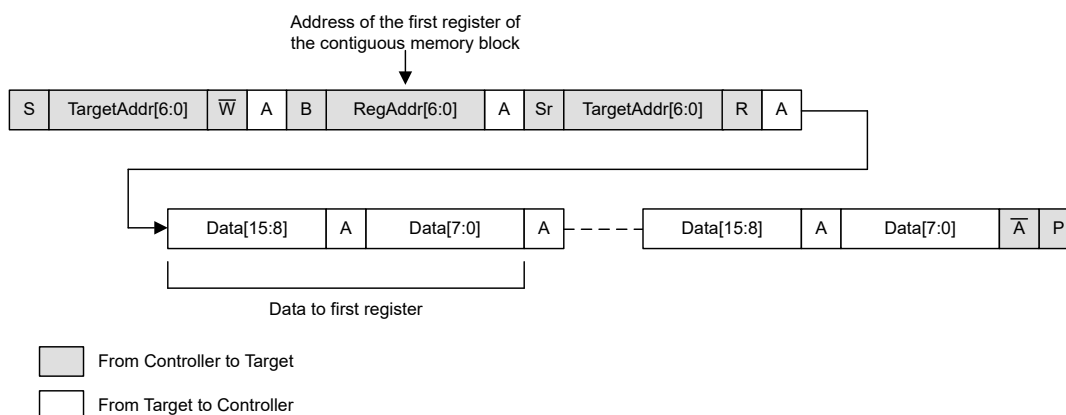 Address of the first register of
the contiguous memory block
S TargetAddr[6:0] W̅ A B RegAddr[6:0] A Sr TargetAddr[6:0] R A
Data[15:8] A Data[7:0] A Data[15:8] A Data[7:0] A̅ P
Data to first register
From Controller to Target
From Target to Controller